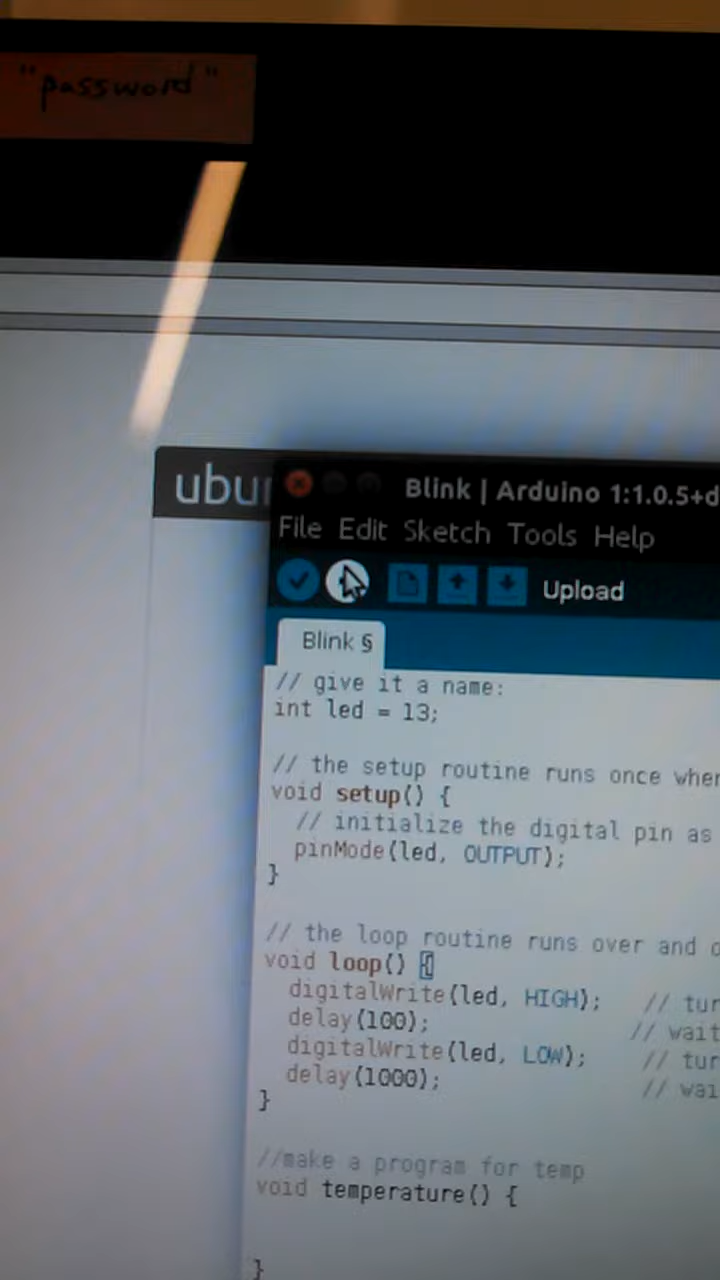 "password"
ubu
Blink | Arduino 1:1.0.5+d
File Edit Sketch Tools Help
Upload
Blink §
// give it a name:
int led = 13;
// the setup routine runs once when
void setup() {
// initialize the digital pin as
pinMode(led, OUTPUT);
}
// the loop routine runs over and o
void loop() {
digitalWrite(led, HIGH); // tur
delay(100); // wait
digitalWrite(led, LOW); // tur
delay(1000); // wai
}
//make a program for temp
void temperature() {
}